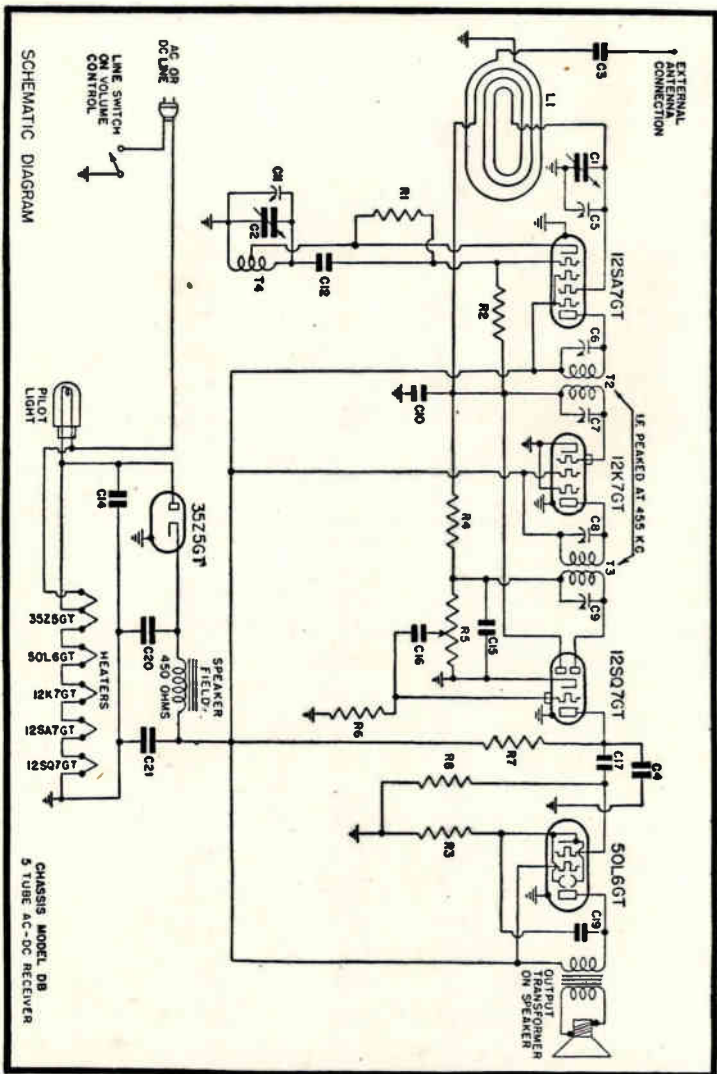 EXTERNAL
ANTENNA
CONNECTION
C3
L1
C1
C5
12SA7GT
C6
T2
I.F. PEAKED AT 455 KC.
C7
12K7GT
C8
T3
C9
12SQ7GT
C4
C17
50L6GT
C19
OUTPUT
TRANSFORMER
ON SPEAKER
R1
R2
C11
C2
T4
C12
C10
R4
R5
C15
C16
R6
R7
R8
R3
AC OR
DC LINE
LINE SWITCH
ON VOLUME
CONTROL
PILOT
LIGHT
C14
35Z5GT
C20
SPEAKER
FIELD
450 OHMS
C21
HEATERS
35Z5GT
50L6GT
12K7GT
12SA7GT
12SQ7GT
SCHEMATIC DIAGRAM
CHASSIS MODEL DB
5 TUBE AC-DC RECEIVER